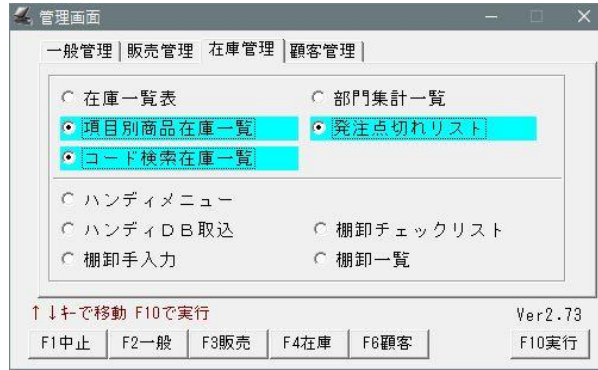 管理画面
一般管理 販売管理 在庫管理 顧客管理
在庫一覧表 部門集計一覧
項目別商品在庫一覧 発注点切れリスト
コード検索在庫一覧
ハンディメニュー
ハンディDB取込 棚卸チェックリスト
棚卸手入力 棚卸一覧
↑↓キーで移動 F10で実行 Ver2.73
F1中止 F2一般 F3販売 F4在庫 F6顧客 F10実行